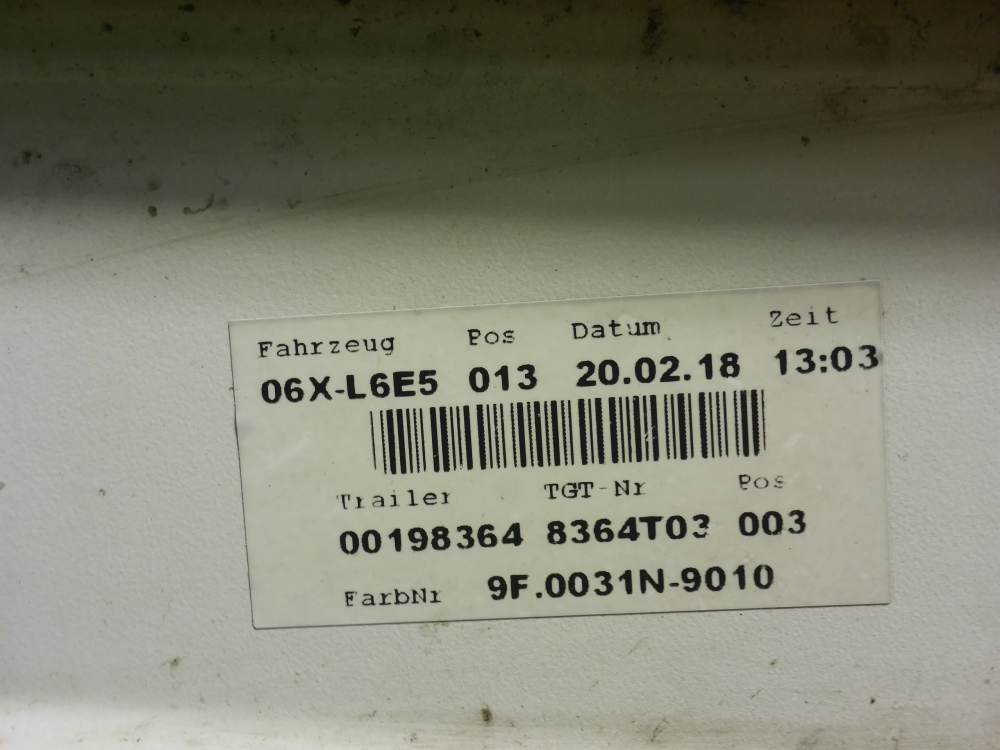 Fahrzeug Pos Datum Zeit
06X-L6E5 013 20.02.18 13:03
Trailer TGT-Nr Pos
00198364 8364T03 003
FarbNr 9F.0031N-9010